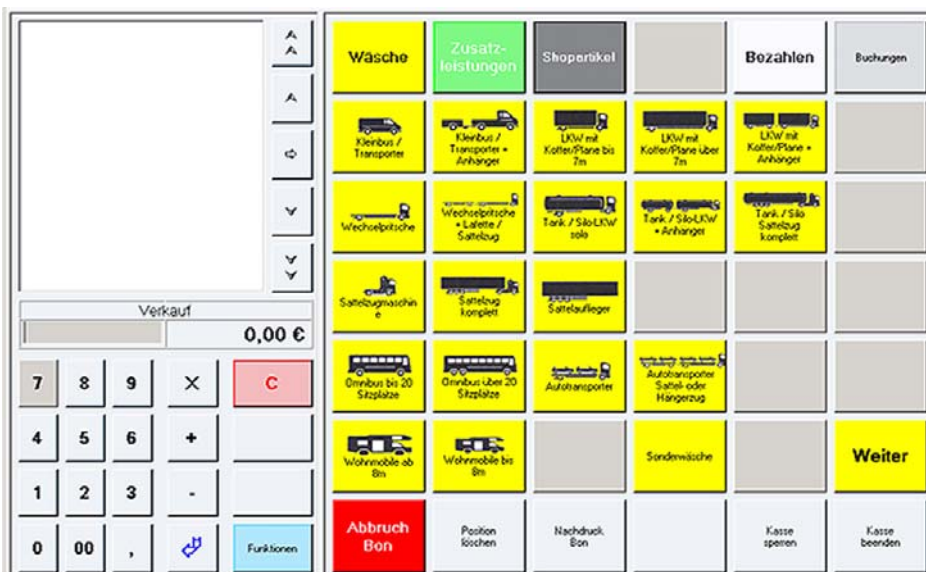 Verkauf
0,00 €
7 8 9 X C
4 5 6 +
1 2 3 -
0 00 , Funktionen
Wäsche
Zusatz-
leistungen
Shopartikel
Bezahlen
Buchungen
Kleinbus /
Transporter
Kleinbus /
Transporter +
Anhänger
LKW mit
Koffer/Plane bis
7m
LKW mit
Koffer/Plane über
7m
LKW mit
Koffer/Plane +
Anhänger
Wechselpritsche
Wechselpritsche
+ Lafette /
Sattelzug
Tank / Silo-LKW
solo
Tank / Silo-LKW
+ Anhänger
Tank / Silo
Sattelzug
komplett
Sattelzugmaschin
e
Sattelzug
komplett
Sattelauflieger
Omnibus bis 20
Sitzplätze
Omnibus über 20
Sitzplätze
Autotransporter
Autotransporter
Sattel- oder
Hängerzug
Wohnmobile ab
8m
Wohnmobile bis
8m
Sonderwäsche
Weiter
Abbruch
Bon
Position
löschen
Nachdruck
Bon
Kasse
sperren
Kasse
beenden